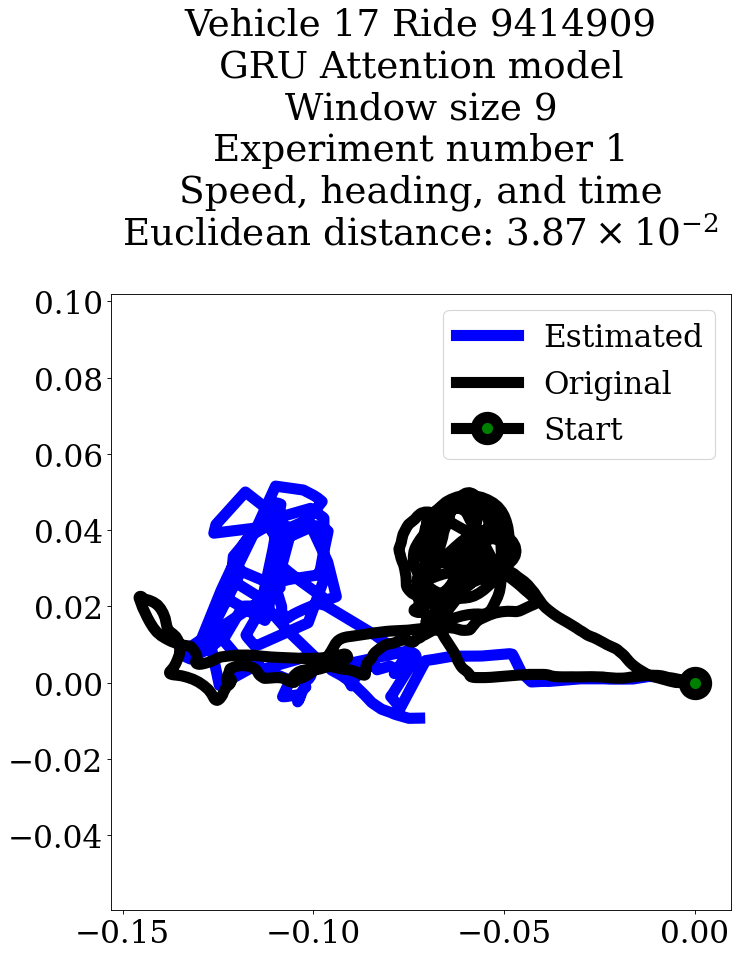 Vehicle 17 Ride 9414909
GRU Attention model
Window size 9
Experiment number 1
Speed, heading, and time
Euclidean distance: 3.87 × 10⁻²
Estimated
Original
Start
0.10
0.08
0.06
0.04
0.02
0.00
−0.02
−0.04
−0.15
−0.10
−0.05
0.00